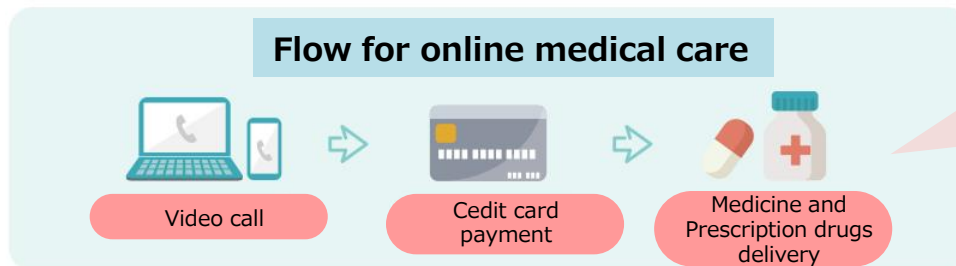 Flow for online medical care
Video call
Cedit card
payment
Medicine and
Prescription drugs
delivery